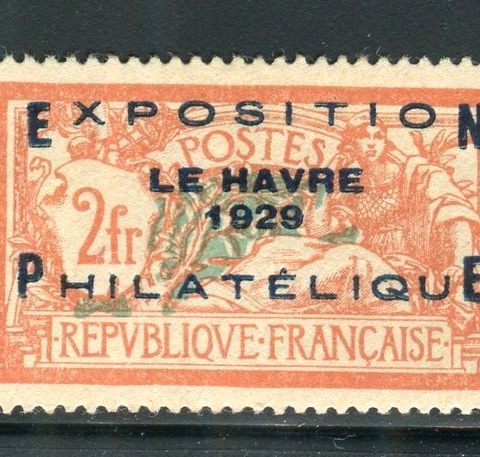 EXPOSITION
POSTES
LE HAVRE
1929
2fr
PHILATÉLIQUE
REPVBLIQVE·FRANÇAISE·